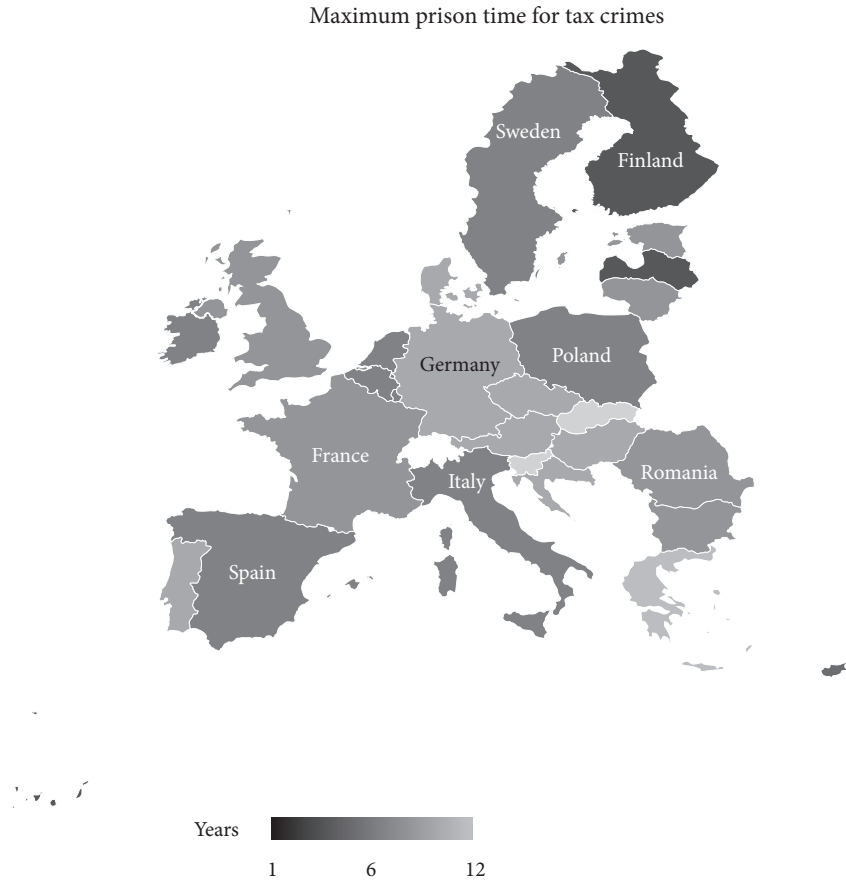 Maximum prison time for tax crimes
Sweden
Finland
Germany
Poland
France
Italy
Romania
Spain
Years
1 6 12